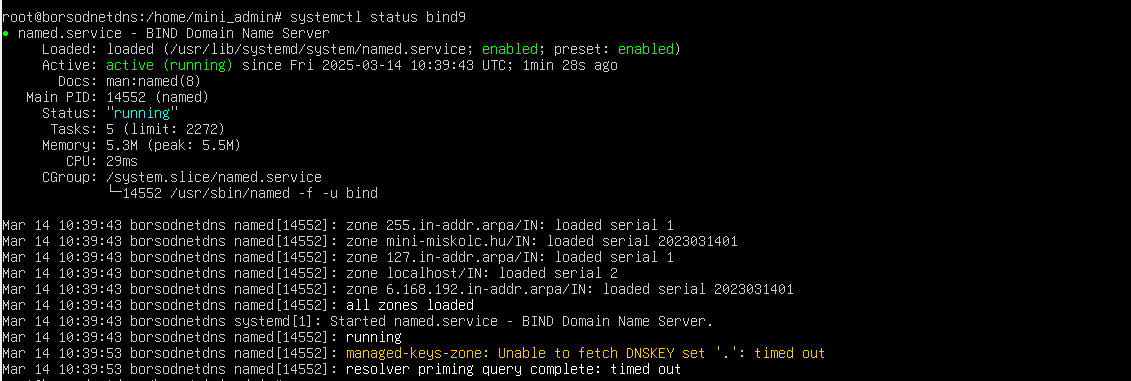 root@borsodnetdns:/home/mini_admin# systemctl status bind9
● named.service - BIND Domain Name Server
Loaded: loaded (/usr/lib/systemd/system/named.service; enabled; preset: enabled)
Active: active (running) since Fri 2025-03-14 10:39:43 UTC; 1min 28s ago
Docs: man:named(8)
Main PID: 14552 (named)
Status: "running"
Tasks: 5 (limit: 2272)
Memory: 5.3M (peak: 5.5M)
CPU: 29ms
CGroup: /system.slice/named.service
└─14552 /usr/sbin/named -f -u bind
Mar 14 10:39:43 borsodnetdns named[14552]: zone 255.in-addr.arpa/IN: loaded serial 1
Mar 14 10:39:43 borsodnetdns named[14552]: zone mini-miskolc.hu/IN: loaded serial 2023031401
Mar 14 10:39:43 borsodnetdns named[14552]: zone 127.in-addr.arpa/IN: loaded serial 1
Mar 14 10:39:43 borsodnetdns named[14552]: zone localhost/IN: loaded serial 2
Mar 14 10:39:43 borsodnetdns named[14552]: zone 6.168.192.in-addr.arpa/IN: loaded serial 2023031401
Mar 14 10:39:43 borsodnetdns named[14552]: all zones loaded
Mar 14 10:39:43 borsodnetdns systemd[1]: Started named.service - BIND Domain Name Server.
Mar 14 10:39:43 borsodnetdns named[14552]: running
Mar 14 10:39:53 borsodnetdns named[14552]: managed-keys-zone: Unable to fetch DNSKEY set '.': timed out
Mar 14 10:39:53 borsodnetdns named[14552]: resolver priming query complete: timed out